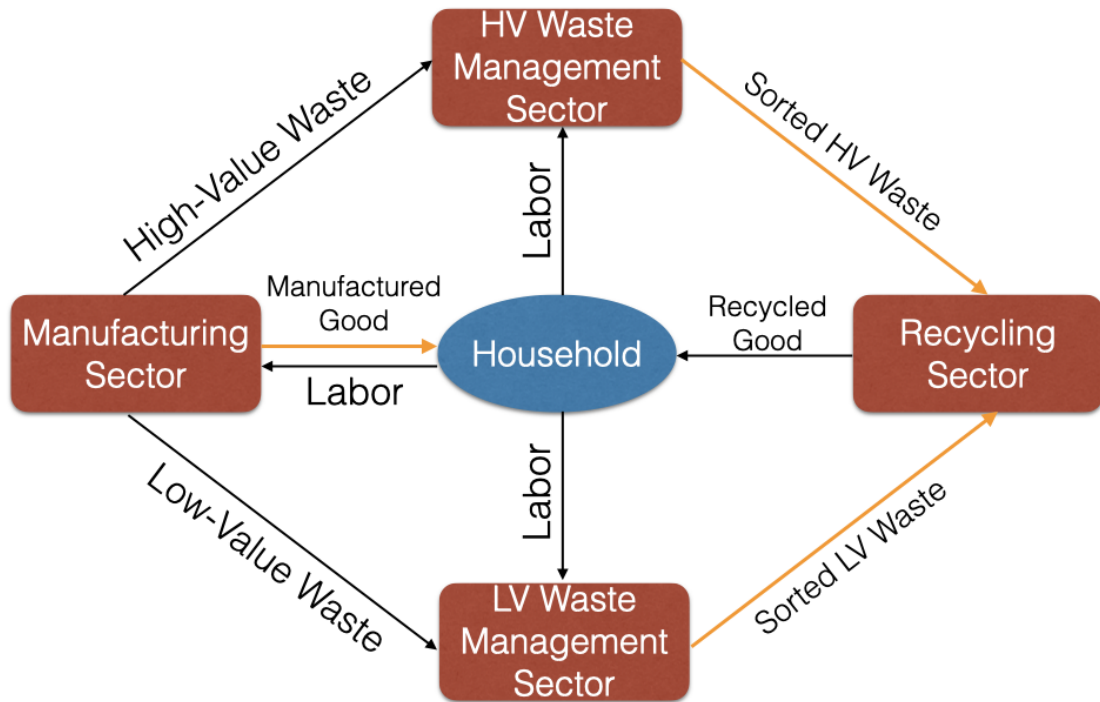 HV Waste
Management
Sector
High-Value Waste
Sorted HV Waste
Labor
Manufacturing
Sector
Manufactured
Good
Labor
Household
Recycled
Good
Recycling
Sector
Low-Value Waste
Labor
Sorted LV Waste
LV Waste
Management
Sector